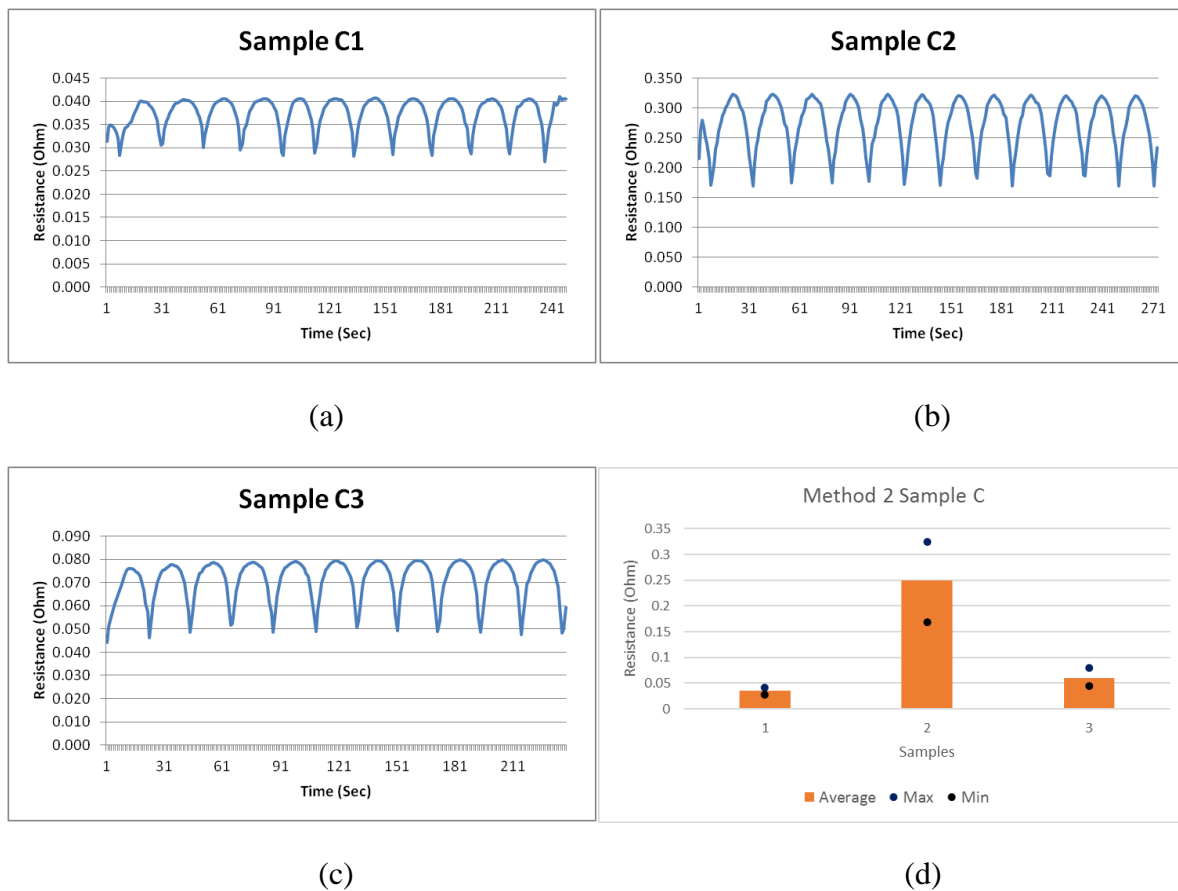 Sample C1
0.045
0.040
0.035
0.030
0.025
0.020
0.015
0.010
0.005
0.000
Resistance (Ohm)
1 31 61 91 121 151 181 211 241
Time (Sec)
(a)
Sample C2
0.350
0.300
0.250
0.200
0.150
0.100
0.050
0.000
Resistance (Ohm)
1 31 61 91 121 151 181 211 241 271
Time (Sec)
(b)
Sample C3
0.090
0.080
0.070
0.060
0.050
0.040
0.030
0.020
0.010
0.000
Resistance (Ohm)
1 31 61 91 121 151 181 211
Time (Sec)
(c)
Method 2 Sample C
0.35
0.3
0.25
0.2
0.15
0.1
0.05
0
Resistance (Ohm)
1 2 3
Samples
Average Max Min
(d)